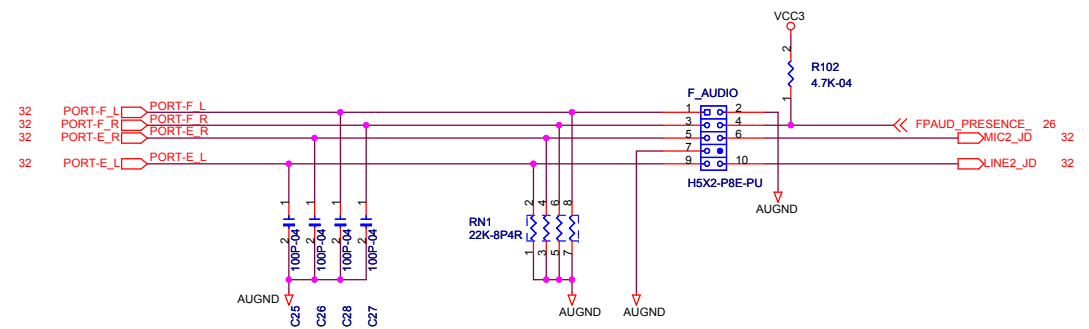 VCC3
2
R102
4.7K-04
1
F_AUDIO
32 PORT-F_L PORT-F_L 1 2
32 PORT-F_R PORT-F_R 3 4 FPAUD_PRESENCE_ 26
32 PORT-E_R PORT-E_R 5 6 MIC2_JD 32
7
32 PORT-E_L PORT-E_L 9 10 LINE2_JD 32
H5X2-P8E-PU
AUGND
1 1 1 1
2 2 2 2
100P-04 100P-04 100P-04 100P-04
2 4 6 8
RN1
22K-8P4R
1 3 5 7
AUGND
AUGND
AUGND
C25 C26 C28 C27